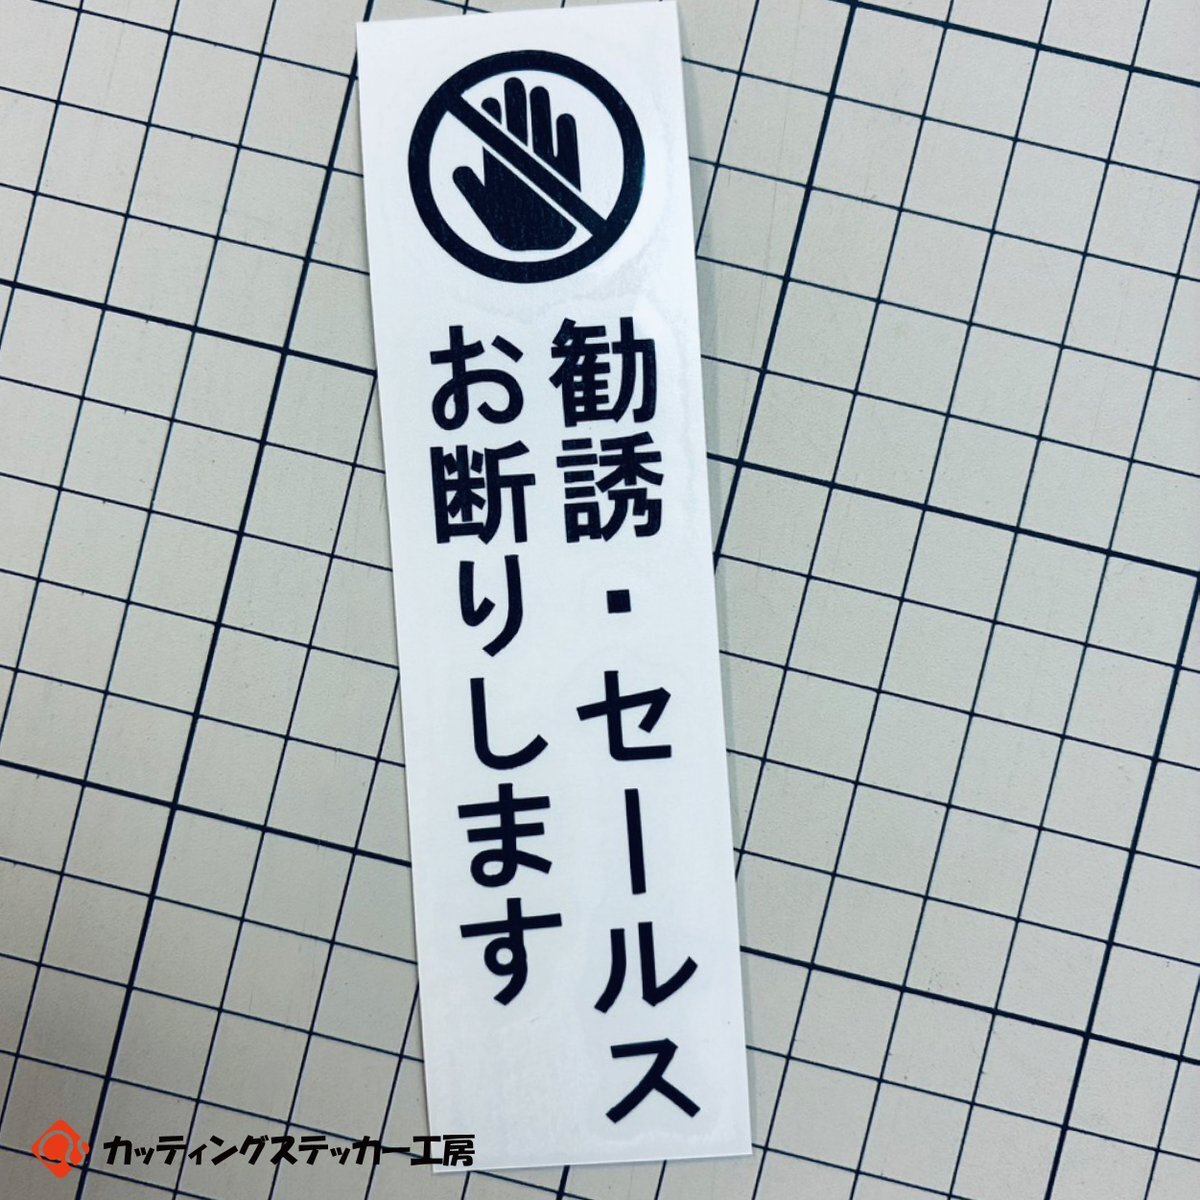 勧誘・セールス
お断りします
カッティングステッカー工房